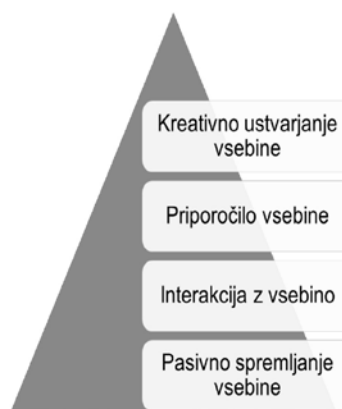 Kreativno ustvarjanje
vsebine
Priporočilo vsebine
Interakcija z vsebino
Pasivno spremljanje
vsebine